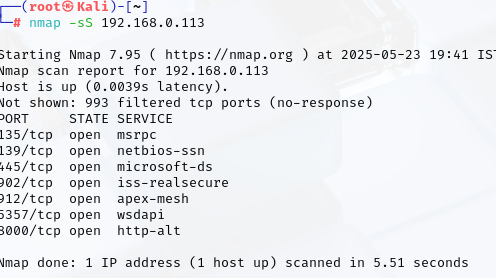 (root㉿Kali)-[~]
# nmap -sS 192.168.0.113
Starting Nmap 7.95 ( https://nmap.org ) at 2025-05-23 19:41 IST
Nmap scan report for 192.168.0.113
Host is up (0.0039s latency).
Not shown: 993 filtered tcp ports (no-response)
PORT     STATE SERVICE
135/tcp  open  msrpc
139/tcp  open  netbios-ssn
445/tcp  open  microsoft-ds
902/tcp  open  iss-realsecure
912/tcp  open  apex-mesh
5357/tcp open  wsdapi
8000/tcp open  http-alt
Nmap done: 1 IP address (1 host up) scanned in 5.51 seconds